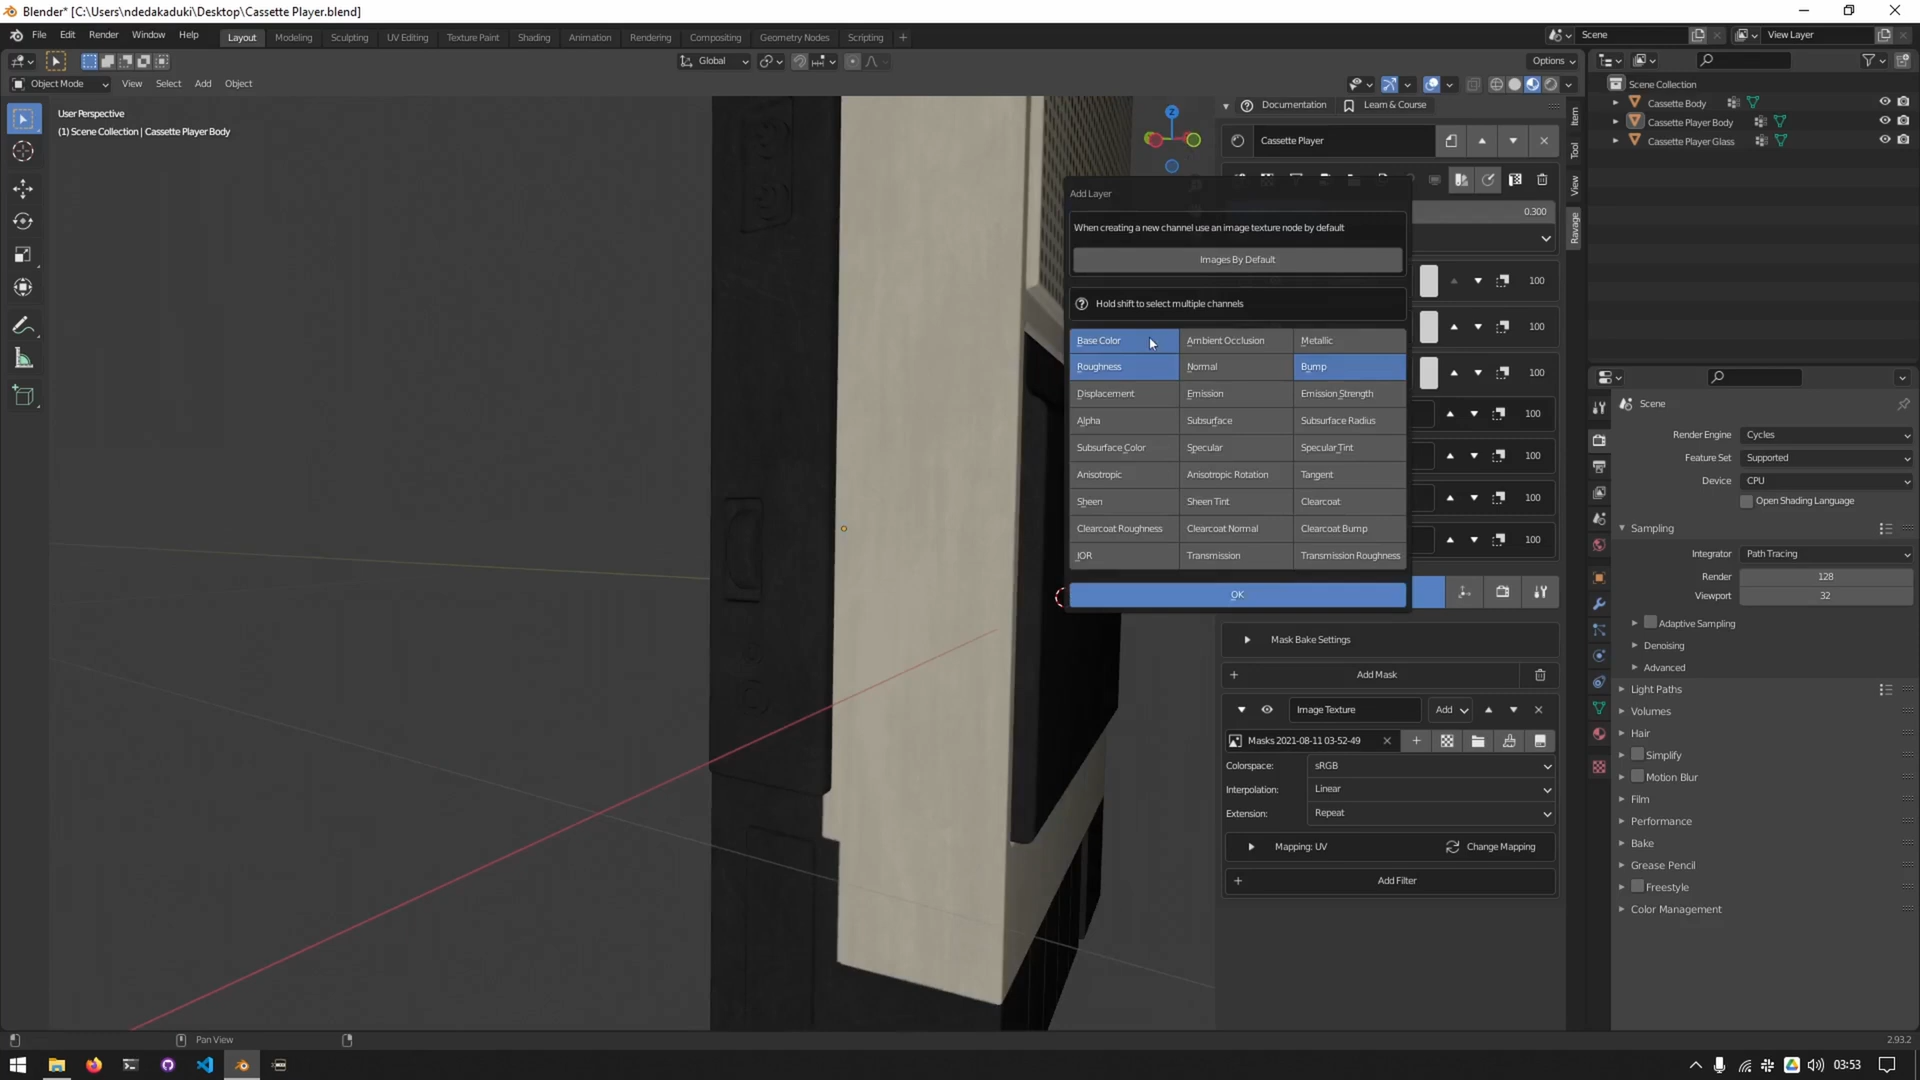 Blender* [C:\Users\ndedakaduki\Desktop\Cassette Player.blend]
File Edit Render Window Help Layout Modeling Sculpting UV Editing Texture Paint Shading Animation Rendering Compositing Geometry Nodes Scripting Scene View Layer
Global Options
Object Mode View Select Add Object
User Perspective
(1) Scene Collection | Cassette Player Body
Documentation Learn & Course
Cassette Player
Add Layer
When creating a new channel use an image texture node by default
Images By Default
Hold shift to select multiple channels
Base Color Ambient Occlusion Metallic
Roughness Normal Bump
Displacement Emission Emission Strength
Alpha Subsurface Subsurface Radius
Subsurface Color Specular Specular Tint
Anisotropic Anisotropic Rotation Tangent
Sheen Sheen Tint Clearcoat
Clearcoat Roughness Clearcoat Normal Clearcoat Bump
IOR Transmission Transmission Roughness
OK
0.300
100
100
100
100
100
100
100
Mask Bake Settings
Add Mask
Image Texture Add
Masks 2021-08-11 03-52-49
Colorspace: sRGB
Interpolation: Linear
Extension: Repeat
Mapping: UV Change Mapping
Add Filter
Item
Tool
View
Ravage
Scene Collection
Cassette Body
Cassette Player Body
Cassette Player Glass
Scene
Render Engine Cycles
Feature Set Supported
Device CPU
Open Shading Language
Sampling
Integrator Path Tracing
Render 128
Viewport 32
Adaptive Sampling
Denoising
Advanced
Light Paths
Volumes
Hair
Simplify
Motion Blur
Film
Performance
Bake
Grease Pencil
Freestyle
Color Management
Pan View
2.93.2
03:53